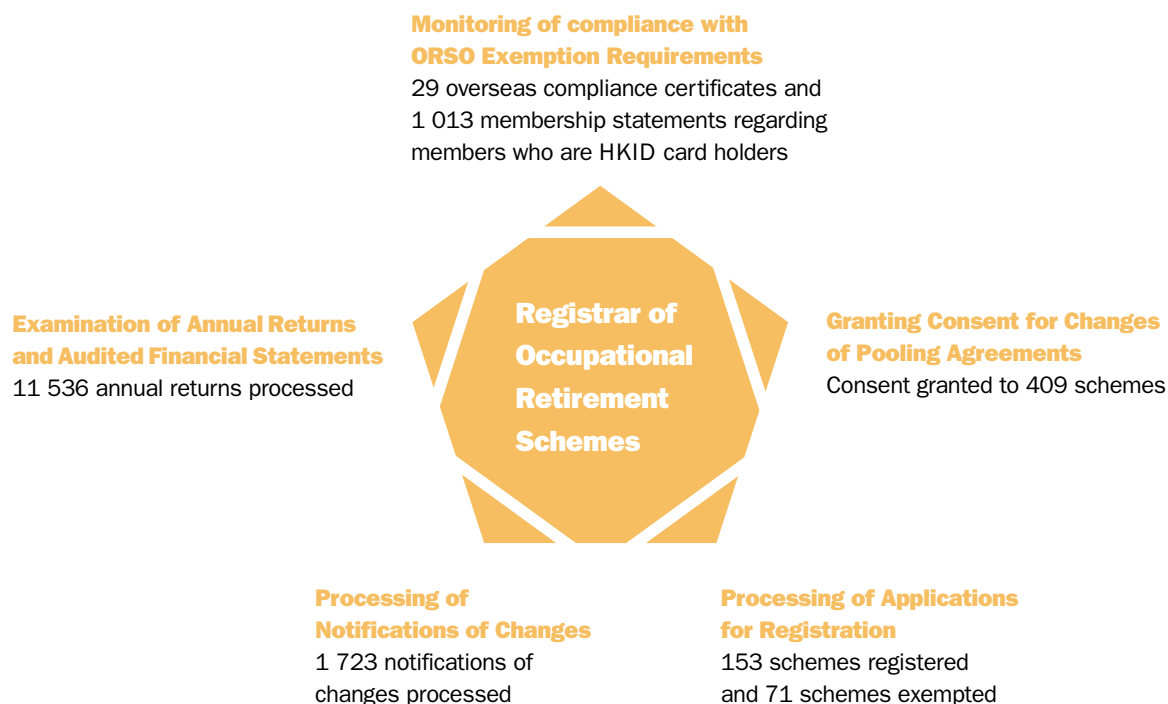 Monitoring of compliance with
ORSO Exemption Requirements
29 overseas compliance certificates and
1 013 membership statements regarding
members who are HKID card holders
Examination of Annual Returns
and Audited Financial Statements
11 536 annual returns processed
Registrar of
Occupational
Retirement
Schemes
Granting Consent for Changes
of Pooling Agreements
Consent granted to 409 schemes
Processing of
Notifications of Changes
1 723 notifications of
changes processed
Processing of Applications
for Registration
153 schemes registered
and 71 schemes exempted